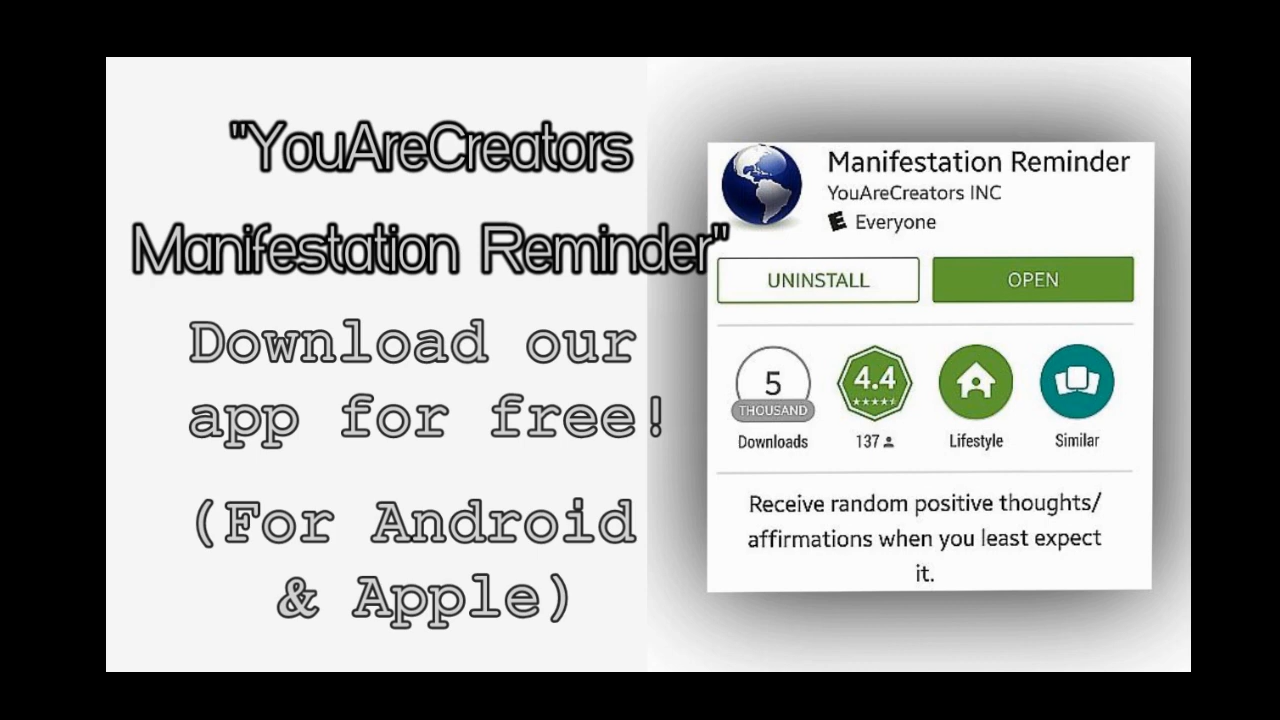 "YouAreCreators
Manifestation Reminder"
Download our
app for free!
(For Android
& Apple)
Manifestation Reminder
YouAreCreators INC
E Everyone
UNINSTALL
OPEN
5
THOUSAND
Downloads
4.4
137
Lifestyle
Similar
Receive random positive thoughts/
affirmations when you least expect
it.